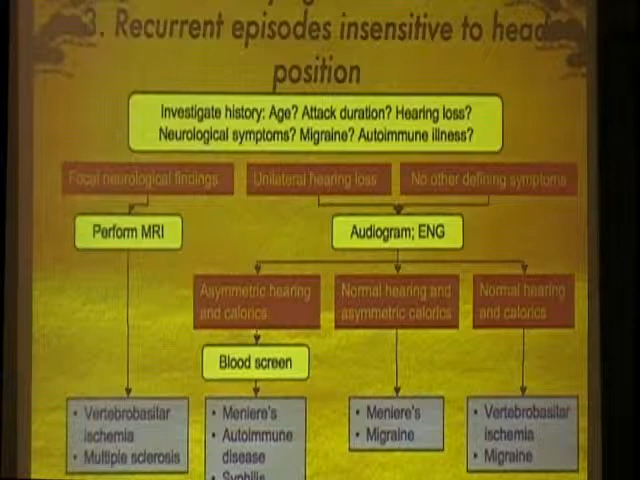 3. Recurrent episodes insensitive to head
position
Investigate history: Age? Attack duration? Hearing loss?
Neurological symptoms? Migraine? Autoimmune illness?
Focal neurological findings
Unilateral hearing loss
No other defining symptoms
Perform MRI
Audiogram; ENG
Asymmetric hearing
and calorics
Normal hearing and
asymmetric calorics
Normal hearing
and calorics
Blood screen
• Vertebrobasilar
ischemia
• Multiple sclerosis
• Meniere's
• Autoimmune
disease
• Syphilis
• Meniere's
• Migraine
• Vertebrobasilar
ischemia
• Migraine